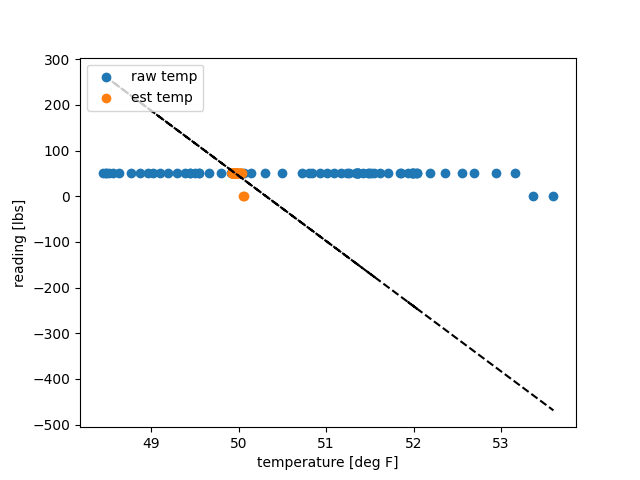 raw temp
est temp
300
200
100
0
−100
−200
−300
−400
−500
reading [lbs]
49 50 51 52 53
temperature [deg F]